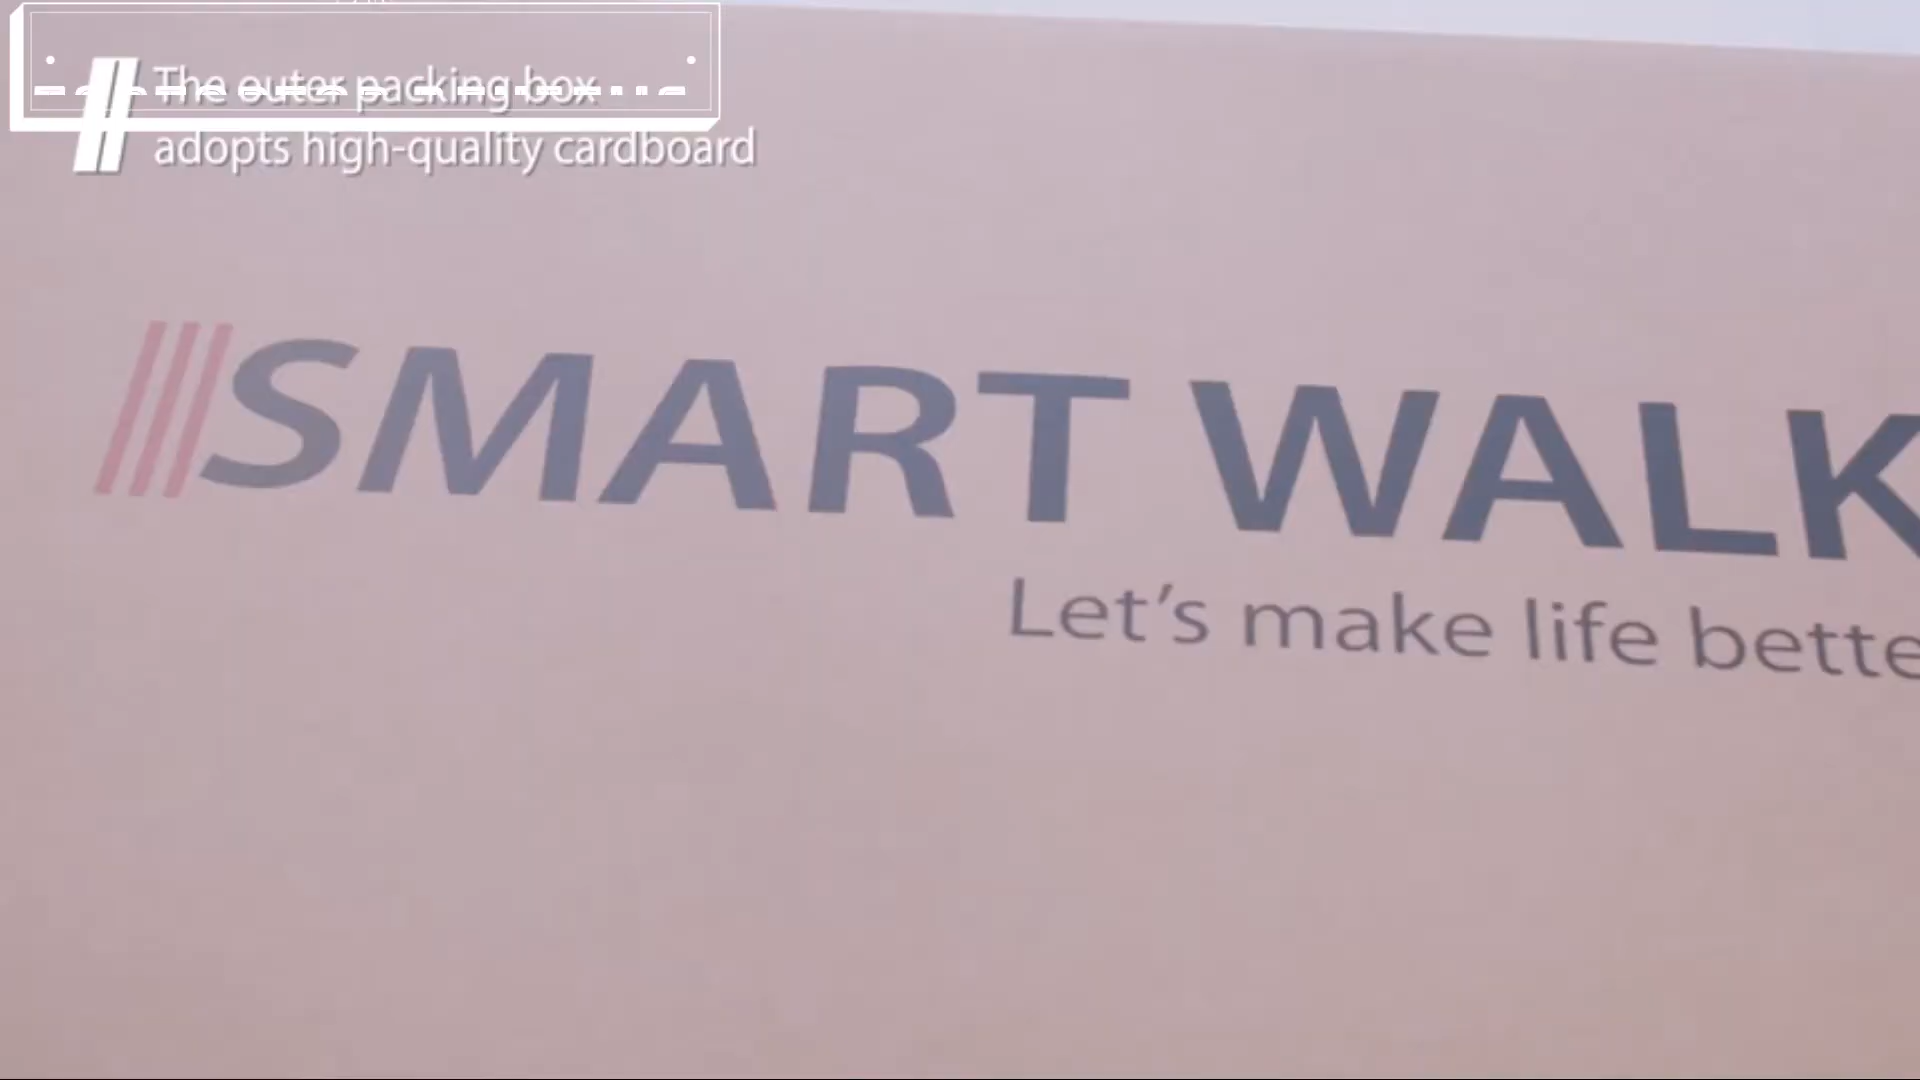 The outer packing box
adopts high-quality cardboard
SMART WALK
Let's make life bette